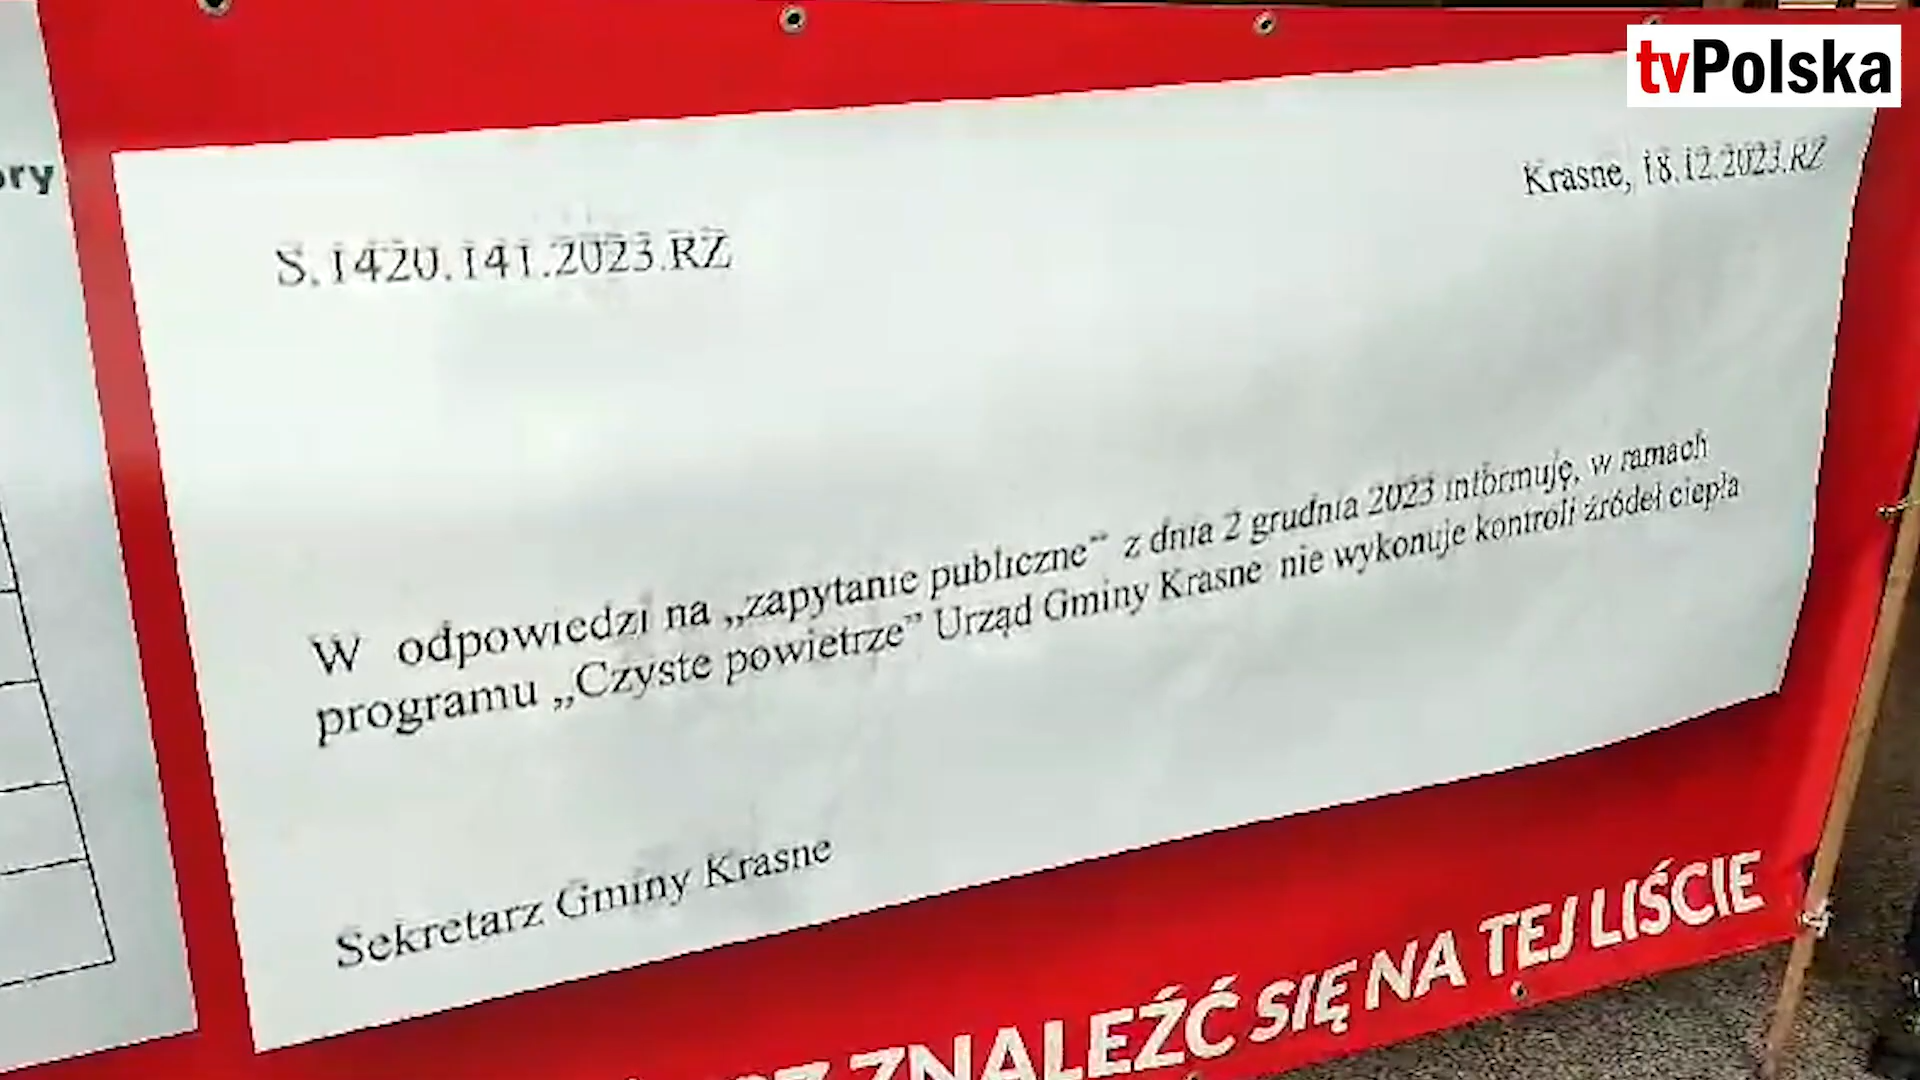 tvPolska
Krasne, 18.12.2023.RZ
S.1420.141.2023.RZ
W odpowiedzi na „zapytanie publiczne” z dnia 2 grudnia 2023 informuję, w ramach
programu „Czyste powietrze” Urząd Gminy Krasne nie wykonuje kontroli źródeł ciepła
Sekretarz Gminy Krasne
ZNALEŹĆ SIĘ NA TEJ LIŚCIE